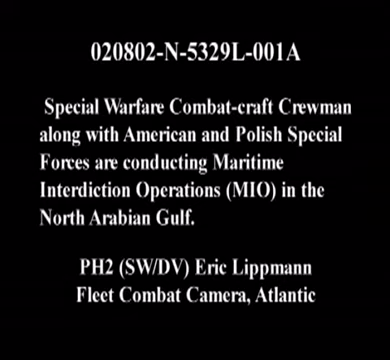 020802-N-5329L-001A
Special Warfare Combat-craft Crewman
along with American and Polish Special
Forces are conducting Maritime
Interdiction Operations (MIO) in the
North Arabian Gulf.
PH2 (SW/DV) Eric Lippmann
Fleet Combat Camera, Atlantic